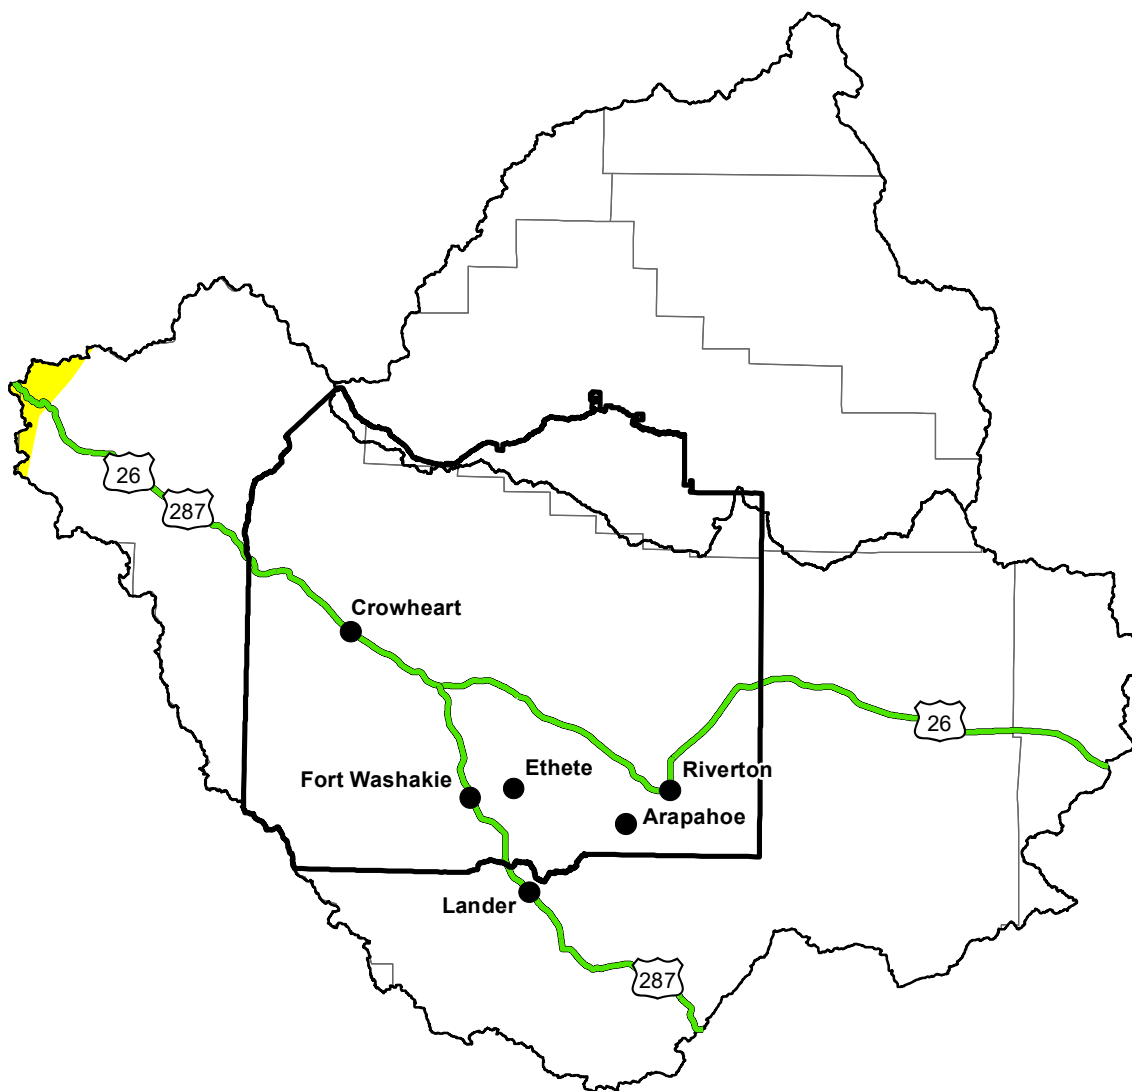 26
287
Crowheart
26
Ethete
Riverton
Fort Washakie
Arapahoe
Lander
287